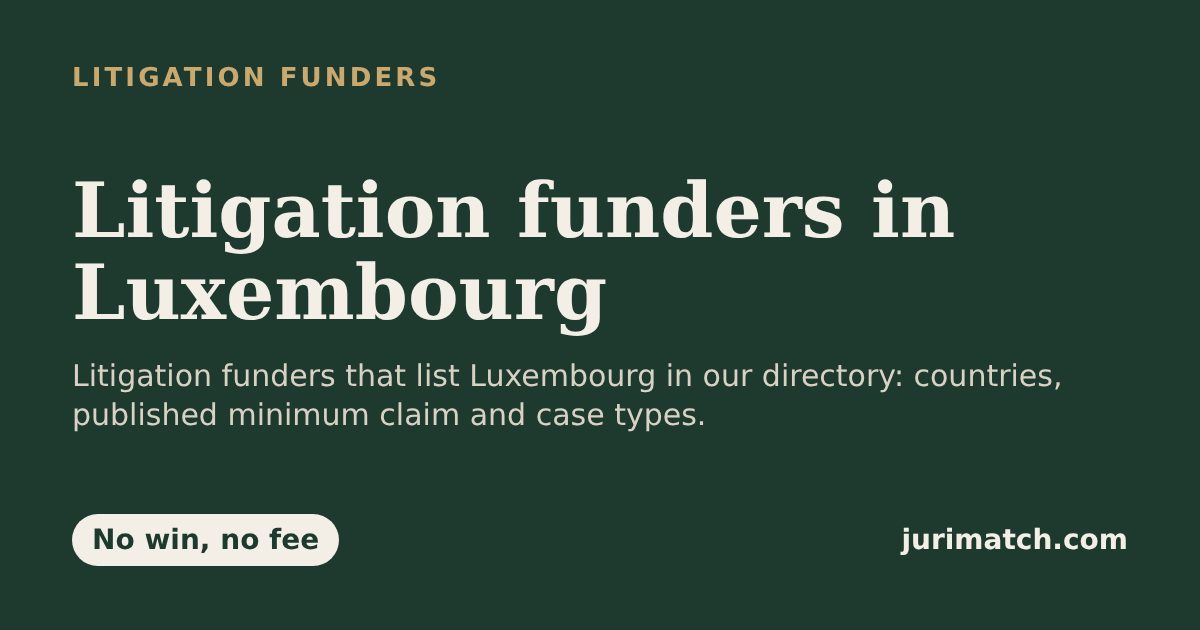 LITIGATION FUNDERS
Litigation funders in
Luxembourg
Litigation funders that list Luxembourg in our directory: countries,
published minimum claim and case types.
No win, no fee
jurimatch.com